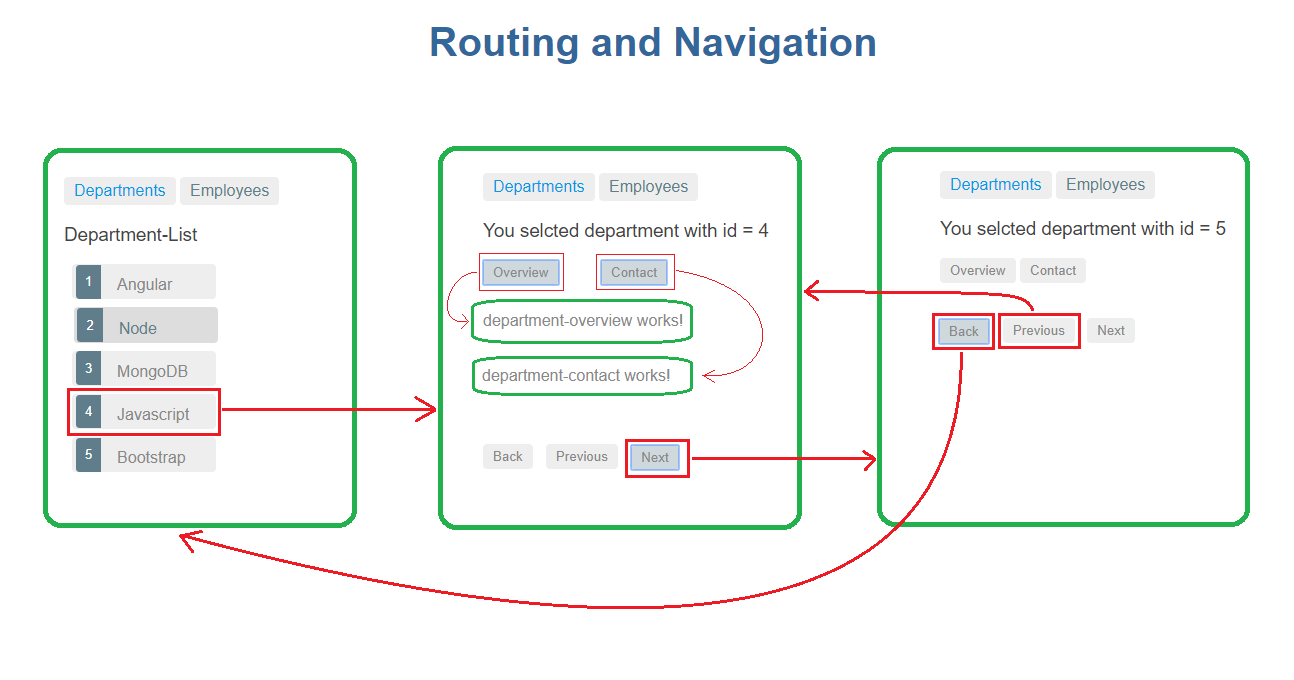 Routing and Navigation
Departments Employees
Department-List
1 Angular
2 Node
3 MongoDB
4 Javascript
5 Bootstrap
Departments Employees
You selcted department with id = 4
Overview Contact
department-overview works!
department-contact works!
Back Previous Next
Departments Employees
You selcted department with id = 5
Overview Contact
Back Previous Next